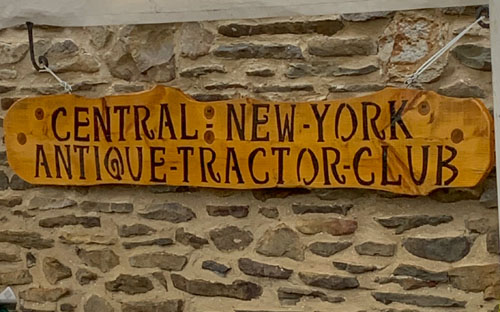 CENTRAL: NEW-YORK
ANTIQUE-TRACTOR-CLUB